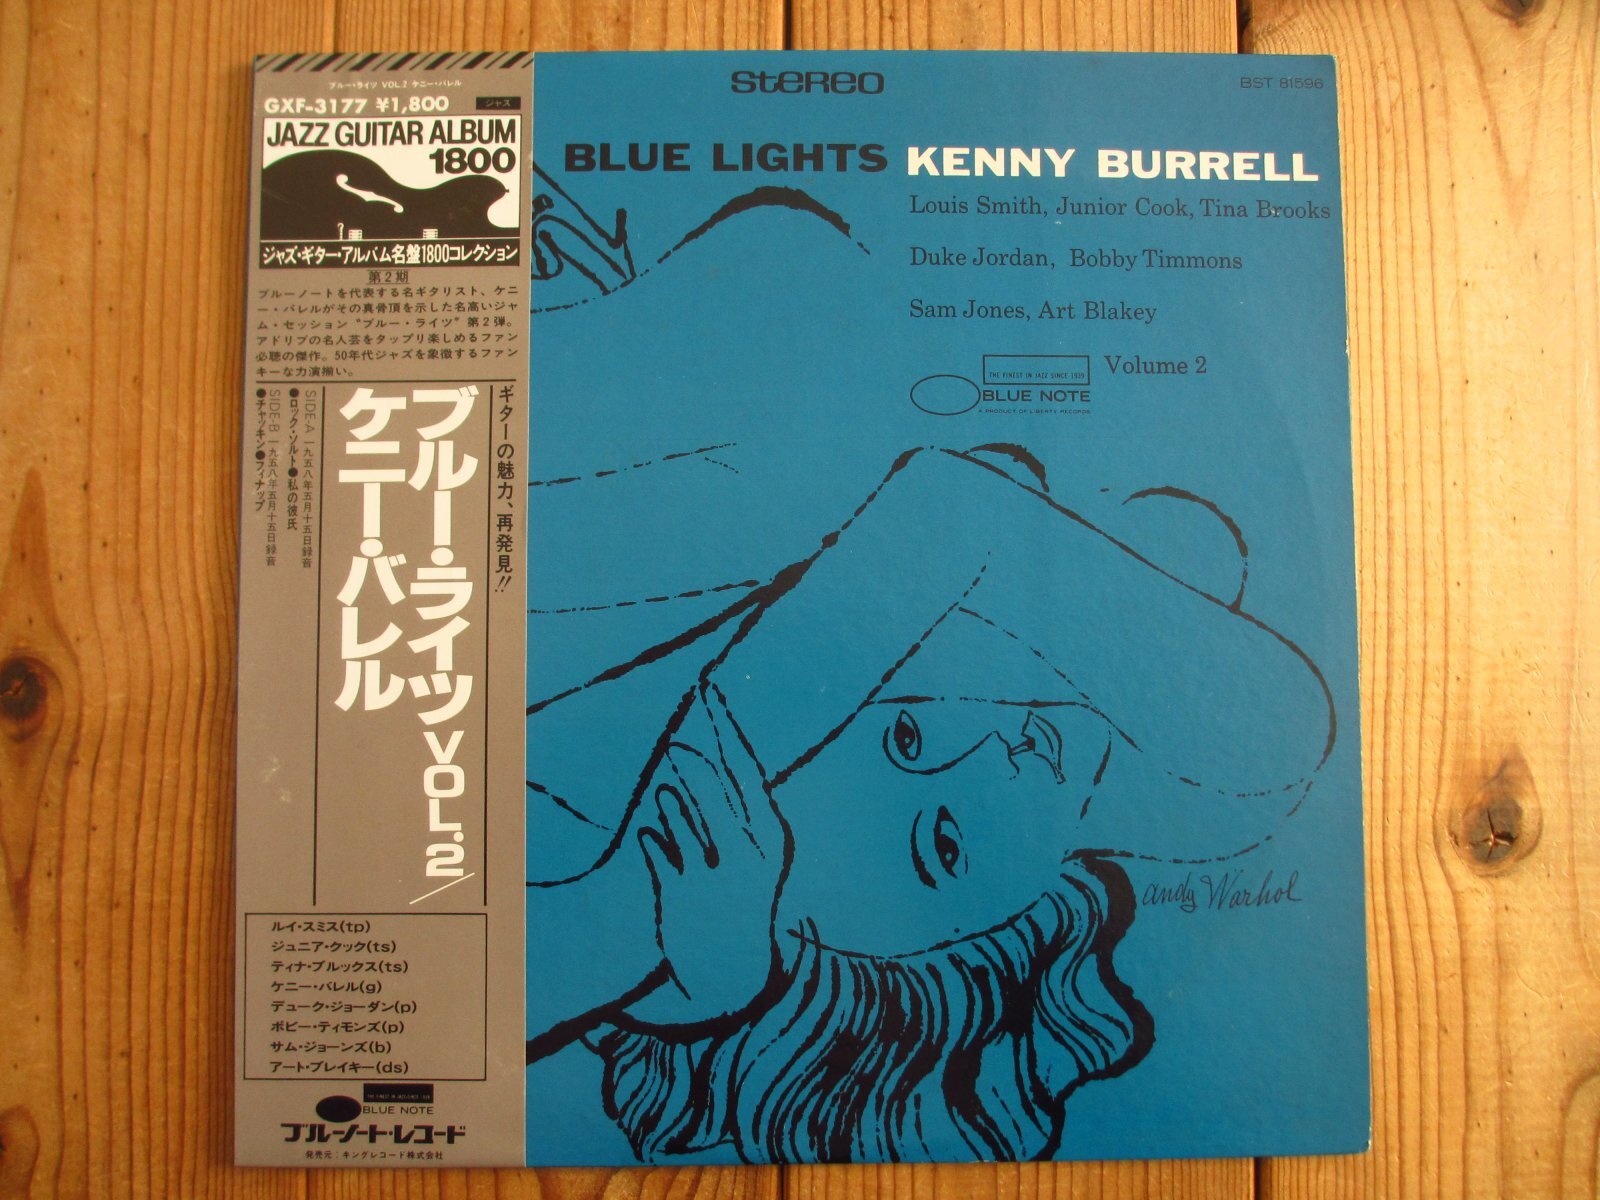 ブルー・ライツ VOL.2 ケニー・バレル
GXF-3177 ¥1,800 ジャズ
JAZZ GUITAR ALBUM
1800
ジャズ・ギター・アルバム名盤1800コレクション
第2期
ブルーノートを代表する名ギタリスト、ケニ
ー・バレルがその真骨頂を示した名高いジャ
ム・セッション“ブルー・ライツ”第2弾。
アドリブの名人芸をタップリ楽しめるファン
必聴の傑作。50年代ジャズを象徴するファン
キーな力演揃い。
ギターの魅力、再発見!!
ブルー・ライツ VOL.2/
ケニー・バレル
SIDE-A 一九五八年五月十五日録音
●ロック・ソルト●私の彼氏
SIDE-B 一九五八年五月十五日録音
●チャッキン●フィナップ
ルイ・スミス(tp)
ジュニア・クック(ts)
ティナ・ブルックス(ts)
ケニー・バレル(g)
デューク・ジョーダン(p)
ボビー・ティモンズ(p)
サム・ジョーンズ(b)
アート・ブレイキー(ds)
THE FINEST IN JAZZ SINCE 1939
BLUE NOTE
ブルーノート・レコード
発売元：キングレコード株式会社
STEREO
BST 81596
BLUE LIGHTS KENNY BURRELL
Louis Smith, Junior Cook, Tina Brooks
Duke Jordan, Bobby Timmons
Sam Jones, Art Blakey
Volume 2
THE FINEST IN JAZZ SINCE 1939
BLUE NOTE
A PRODUCT OF LIBERTY RECORDS
andy Warhol